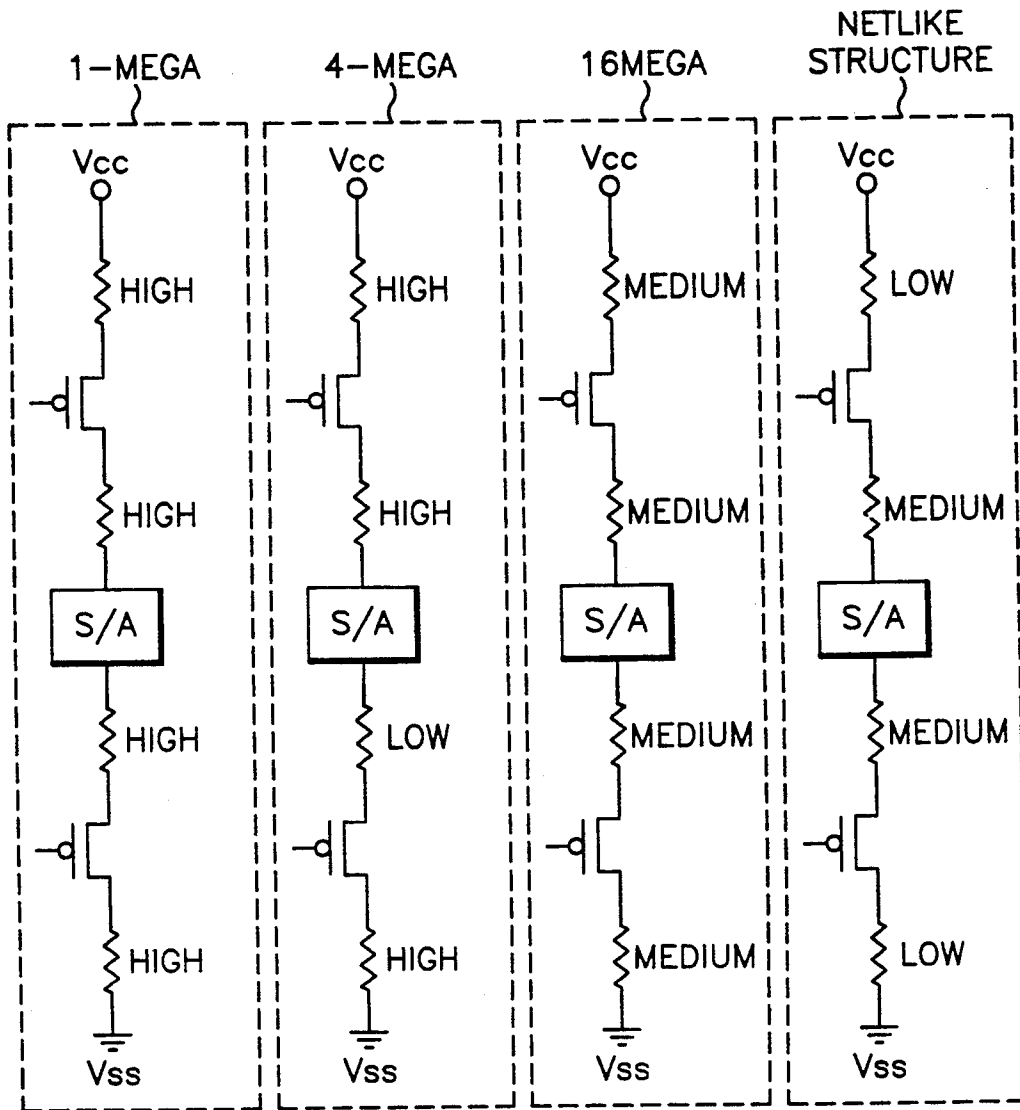 1-MEGA
4-MEGA
16MEGA
NETLIKE
STRUCTURE
Vcc
Vcc
Vcc
Vcc
HIGH
HIGH
MEDIUM
LOW
HIGH
HIGH
MEDIUM
MEDIUM
S/A
S/A
S/A
S/A
HIGH
LOW
MEDIUM
MEDIUM
HIGH
HIGH
MEDIUM
LOW
Vss
Vss
Vss
Vss